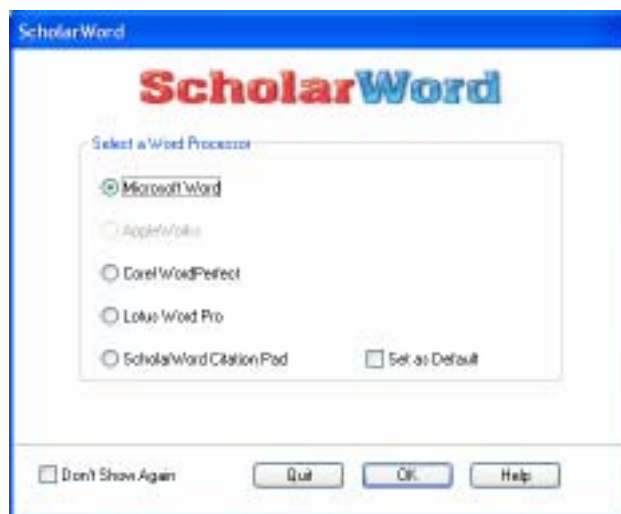 ScholarWord
ScholarWord
Select a Word Processor
Microsoft Word
AppleWorks
Corel WordPerfect
Lotus Word Pro
ScholarWord Citation Pad Set as Default
Don't Show Again Quit OK Help